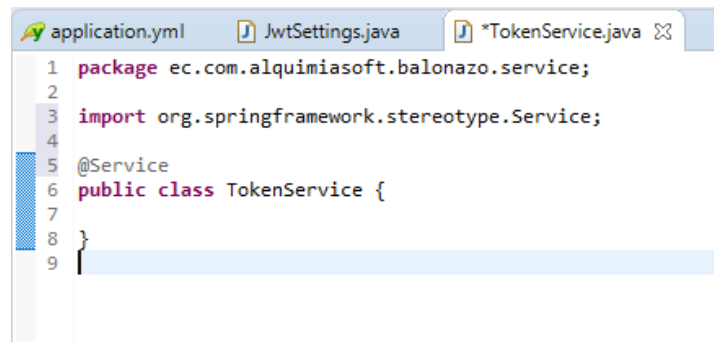 application.yml JwtSettings.java *TokenService.java
1 package ec.com.alquimiasoft.balonazo.service;
2
3 import org.springframework.stereotype.Service;
4
5 @Service
6 public class TokenService {
7
8 }
9